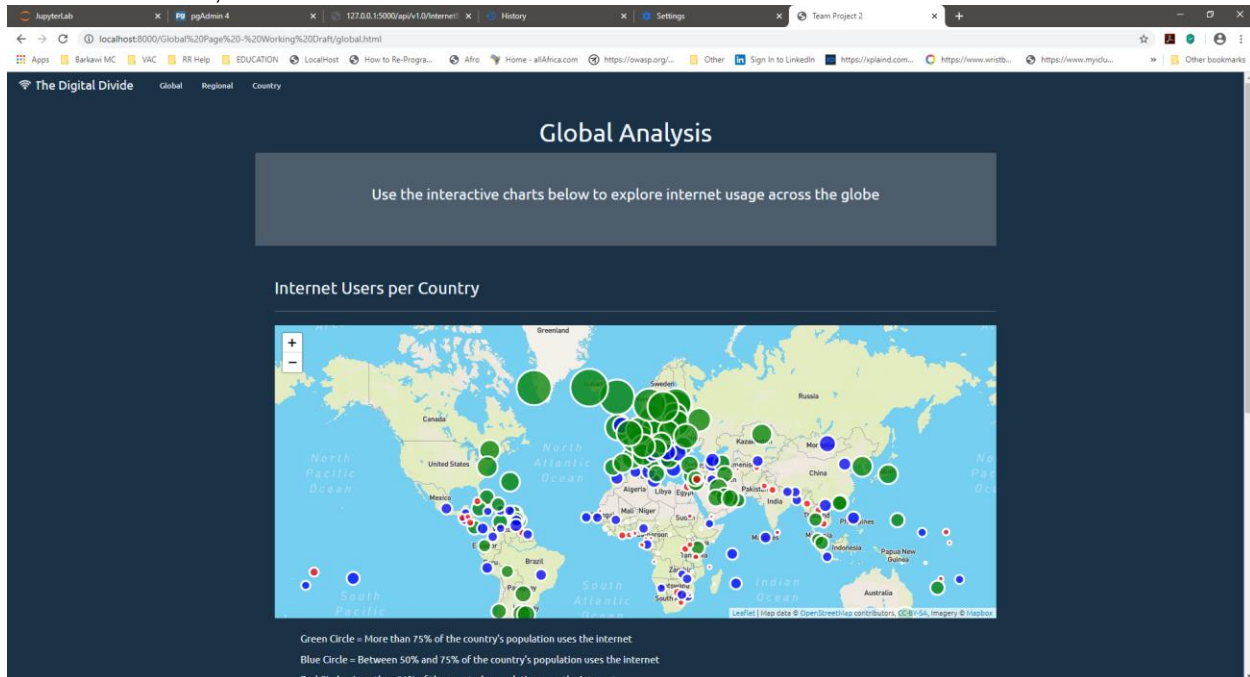 JupyterLab
pgAdmin 4
127.0.0.1:5000/api/v1.0/Interneti
History
Settings
Team Project 2
localhost:8000/Global%20Page%20-%20Working%20Draft/global.html
Apps Barkawi MC VAC RR Help EDUCATION LocalHost How to Re-Progra... Afro Home - allAfrica.com https://owasp.org/... Other Sign In to LinkedIn https://xplaind.com... https://www.wristb... https://www.myiclu... » Other bookmarks
The Digital Divide Global Regional Country
Global Analysis
Use the interactive charts below to explore internet usage across the globe
Internet Users per Country
+
−
Greenland
Sweden
Russia
Canada
North
Pacific
Ocean
North
Atlantic
Ocean
United States
Mexico
China
Algeria Libya
Pakist
India
Mali Niger
Brazil
Indonesia
Papua New
Guinea
South
Pacific
South
Atlantic
Indian
Ocean
Australia
Leaflet | Map data © OpenStreetMap contributors, CC-BY-SA, Imagery © Mapbox
Green Circle = More than 75% of the country's population uses the internet
Blue Circle = Between 50% and 75% of the country's population uses the internet